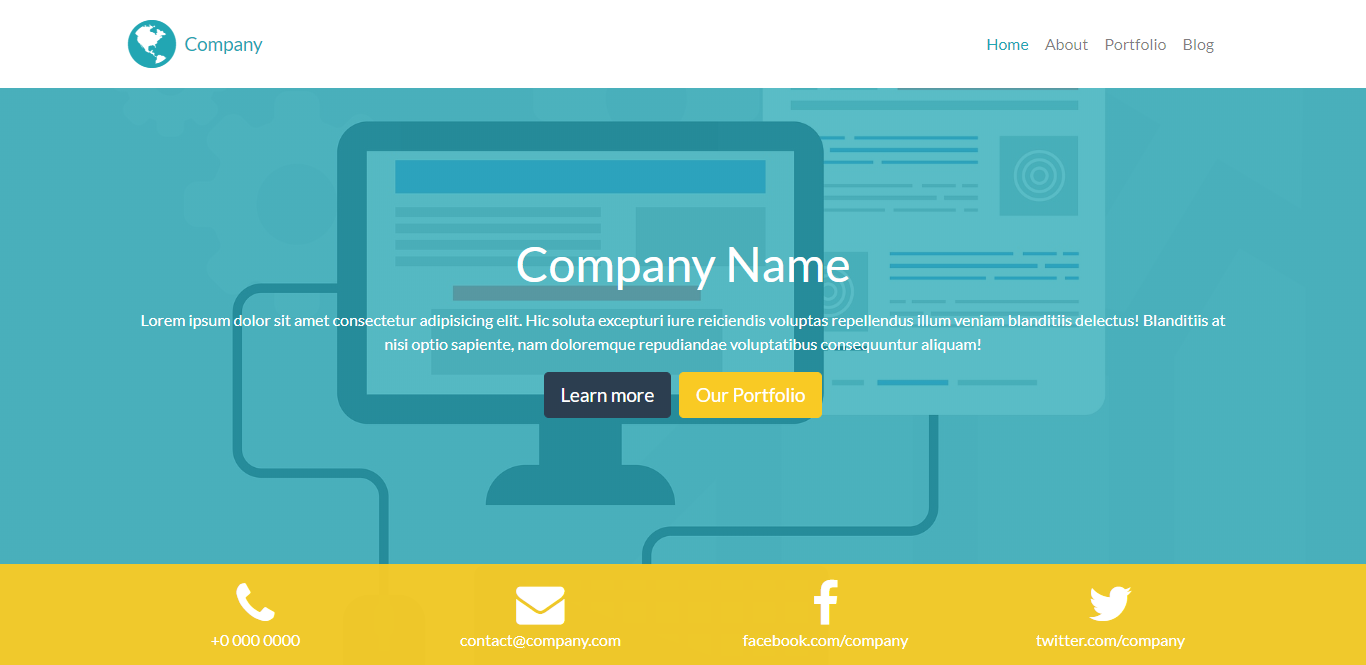 Company
Home About Portfolio Blog
Company Name
Lorem ipsum dolor sit amet consectetur adipisicing elit. Hic soluta excepturi iure reiciendis voluptas repellendus illum veniam blanditiis delectus! Blanditiis at
nisi optio sapiente, nam doloremque repudiandae voluptatibus consequuntur aliquam!
Learn more Our Portfolio
+0 000 0000 contact@company.com facebook.com/company twitter.com/company